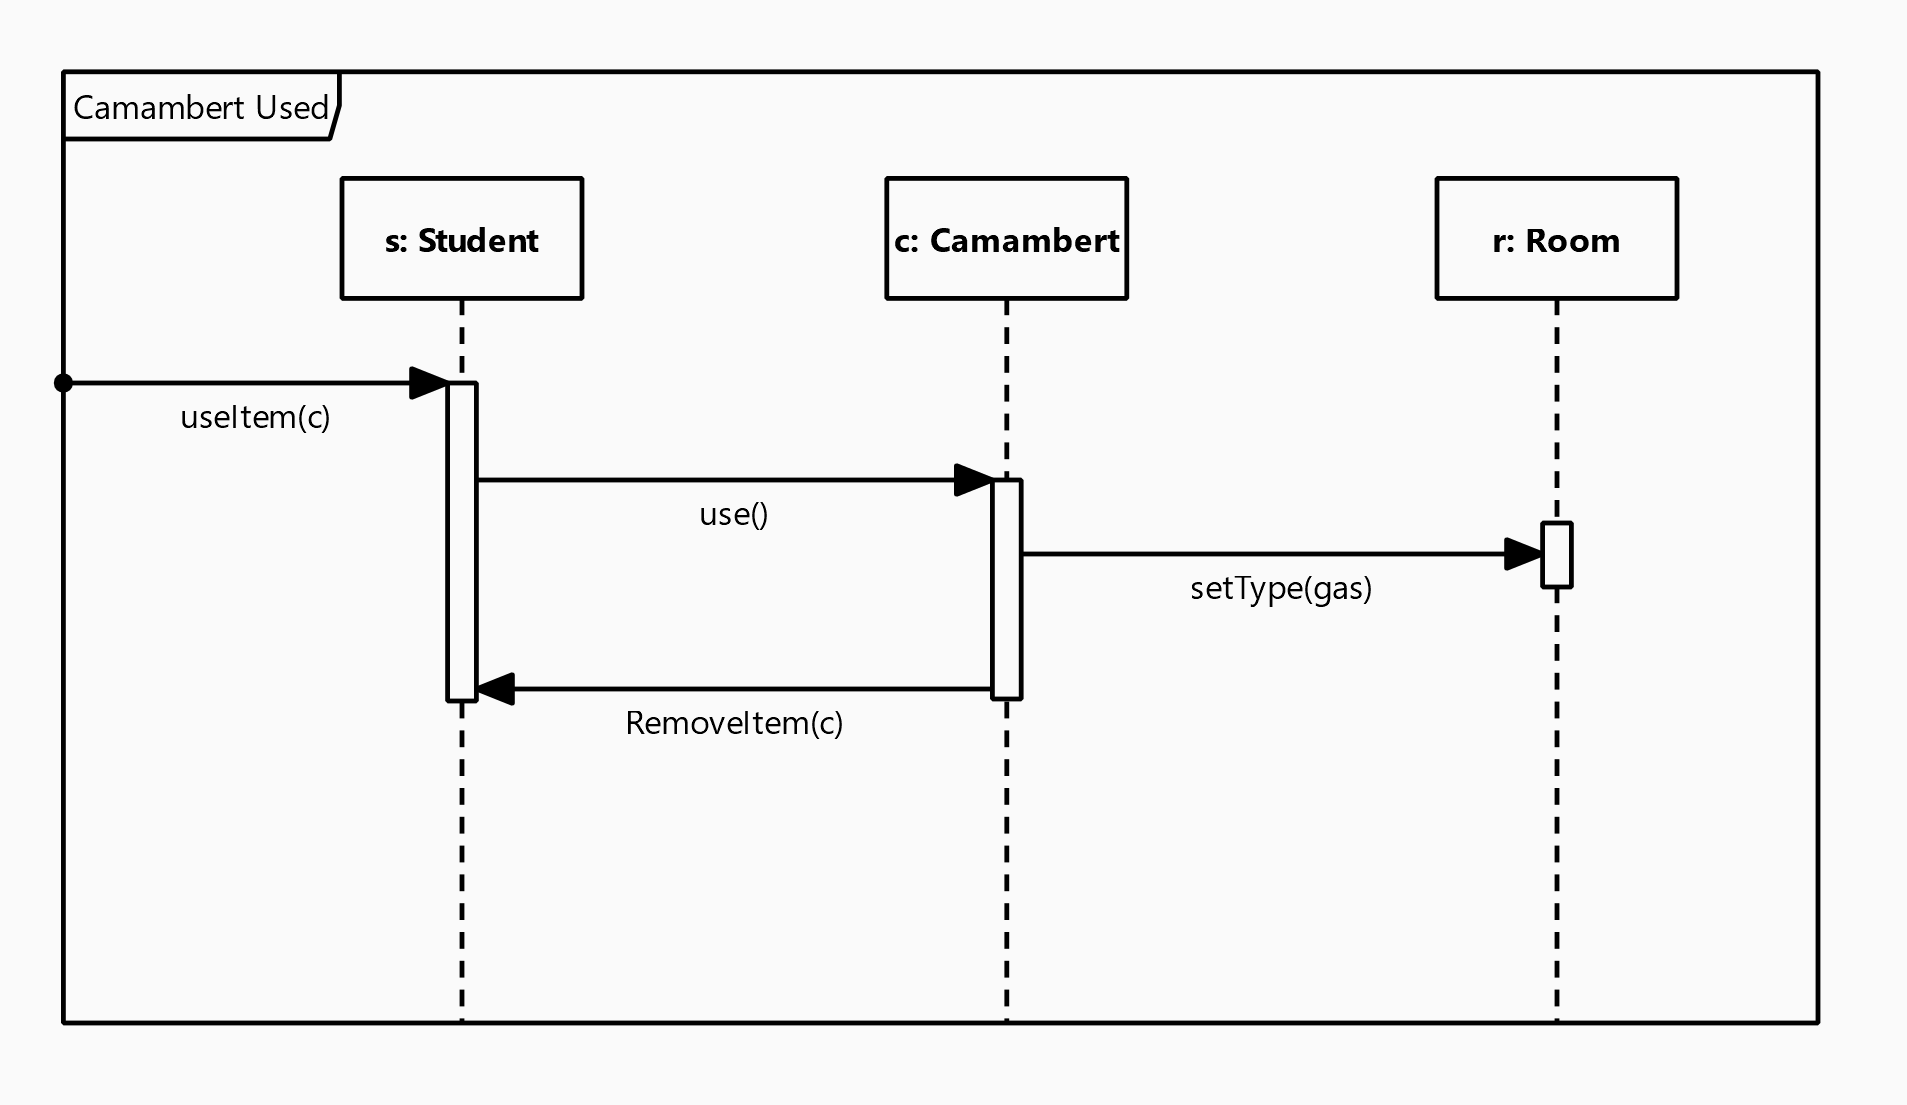 Camambert Used
s: Student
c: Camambert
r: Room
useItem(c)
use()
setType(gas)
RemoveItem(c)